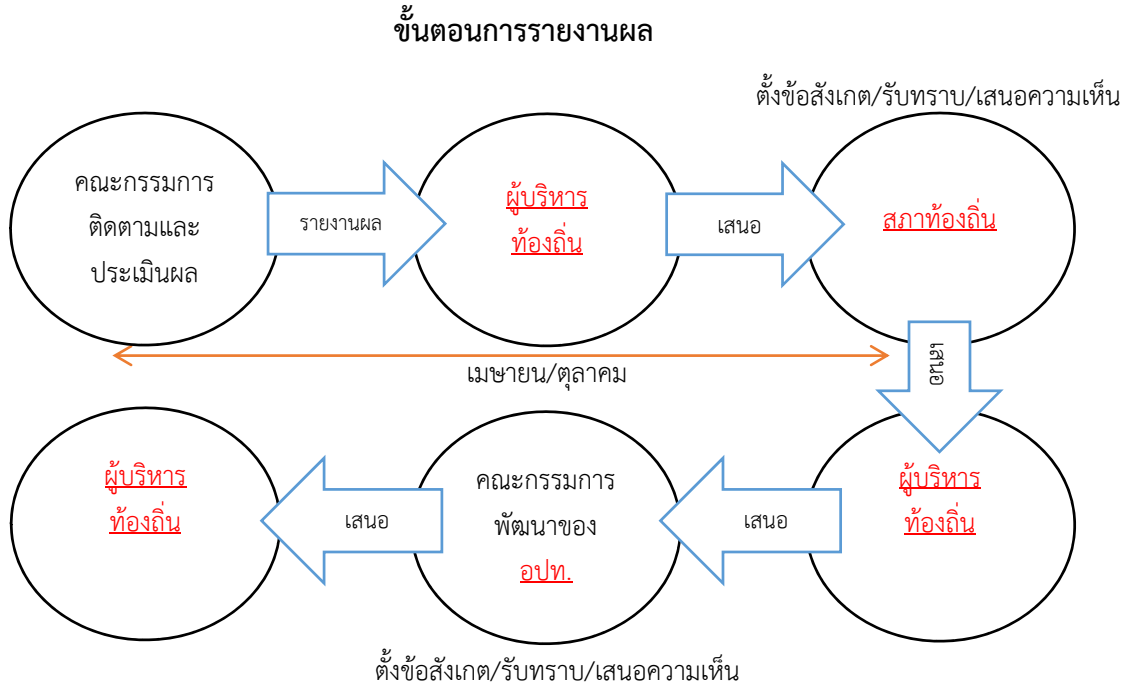 ขั้นตอนการรายงานผล
ตั้งข้อสังเกต/รับทราบ/เสนอความเห็น
คณะกรรมการ
ติดตามและ
ประเมินผล
รายงานผล
ผู้บริหาร
ท้องถิ่น
เสนอ
สภาท้องถิ่น
เสนอ
เมษายน/ตุลาคม
ผู้บริหาร
ท้องถิ่น
เสนอ
คณะกรรมการ
พัฒนาของ
อปท.
เสนอ
ผู้บริหาร
ท้องถิ่น
ตั้งข้อสังเกต/รับทราบ/เสนอความเห็น